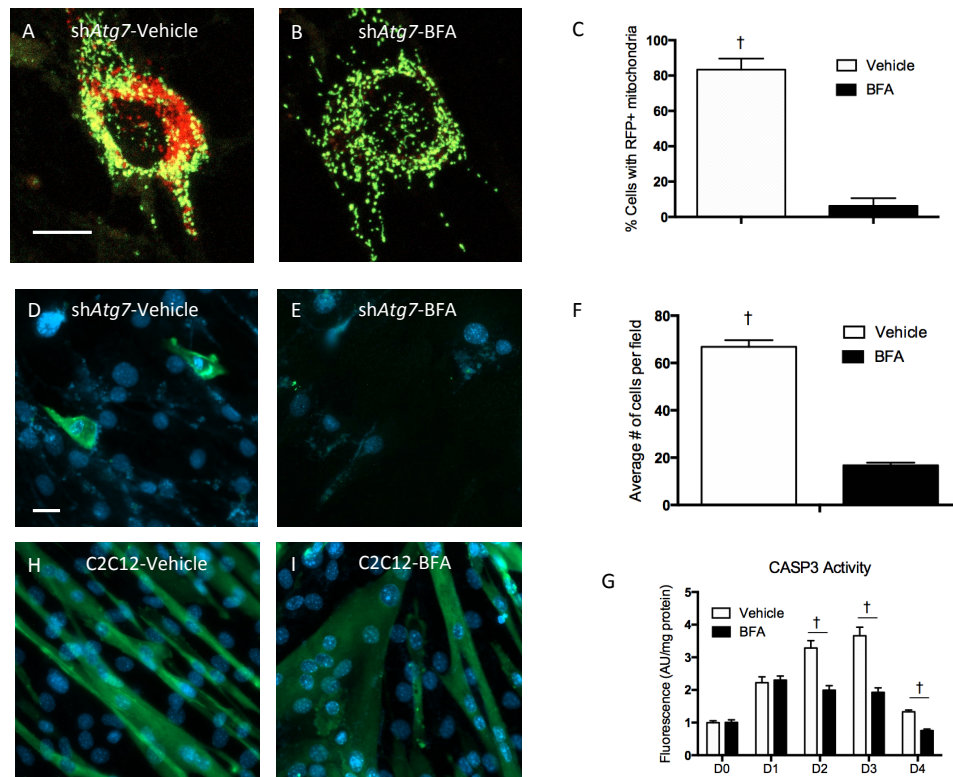 A shAtg7-Vehicle
B shAtg7-BFA
C
100
80
60
40
20
0
% Cells with RFP+ mitochondria
†
Vehicle
BFA
D shAtg7-Vehicle
E shAtg7-BFA
F
80
60
40
20
0
Average # of cells per field
†
Vehicle
BFA
H C2C12-Vehicle
I C2C12-BFA
G
CASP3 Activity
5
4
3
2
1
0
Fluorescence (AU/mg protein)
Vehicle
BFA
†
†
†
D0 D1 D2 D3 D4